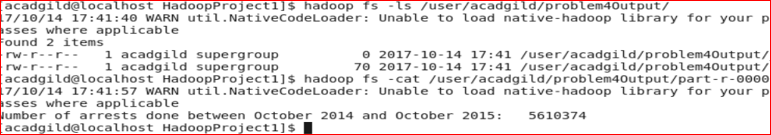 [acadgild@localhost HadoopProject1]$ hadoop fs -ls /user/acadgild/problem4Output/
17/10/14 17:41:40 WARN util.NativeCodeLoader: Unable to load native-hadoop library for your p
asses where applicable
Found 2 items
-rw-r--r-- 1 acadgild supergroup 0 2017-10-14 17:41 /user/acadgild/problem4Output/
-rw-r--r-- 1 acadgild supergroup 70 2017-10-14 17:41 /user/acadgild/problem4Output/
[acadgild@localhost HadoopProject1]$ hadoop fs -cat /user/acadgild/problem4Output/part-r-0000
17/10/14 17:41:57 WARN util.NativeCodeLoader: Unable to load native-hadoop library for your p
asses where applicable
Number of arrests done between October 2014 and October 2015: 5610374
[acadgild@localhost HadoopProject1]$